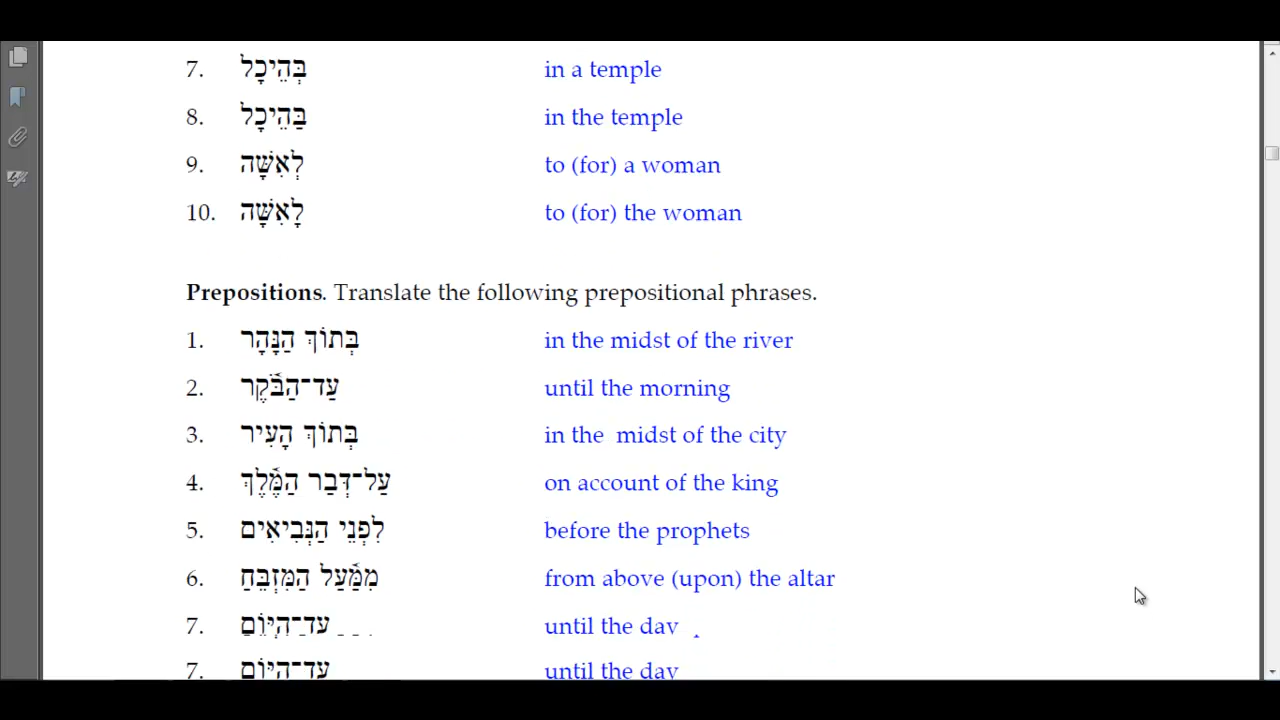 7. בְּהֵיכָל in a temple
8. בַּהֵיכָל in the temple
9. לְאִשָּׁה to (for) a woman
10. לָאִשָּׁה to (for) the woman
Prepositions. Translate the following prepositional phrases.
1. בְּתוֹךְ הַנָּהָר in the midst of the river
2. עַד־הַבֹּ֫קֶר until the morning
3. בְּתוֹךְ הָעִיר in the midst of the city
4. עַל־דְּבַר הַמֶּ֫לֶךְ on account of the king
5. לִפְנֵי הַנְּבִיאִים before the prophets
6. מִמַּ֫עַל הַמִּזְבֵּחַ from above (upon) the altar
7. until the day
7. עַד־הַיּוֹם until the day